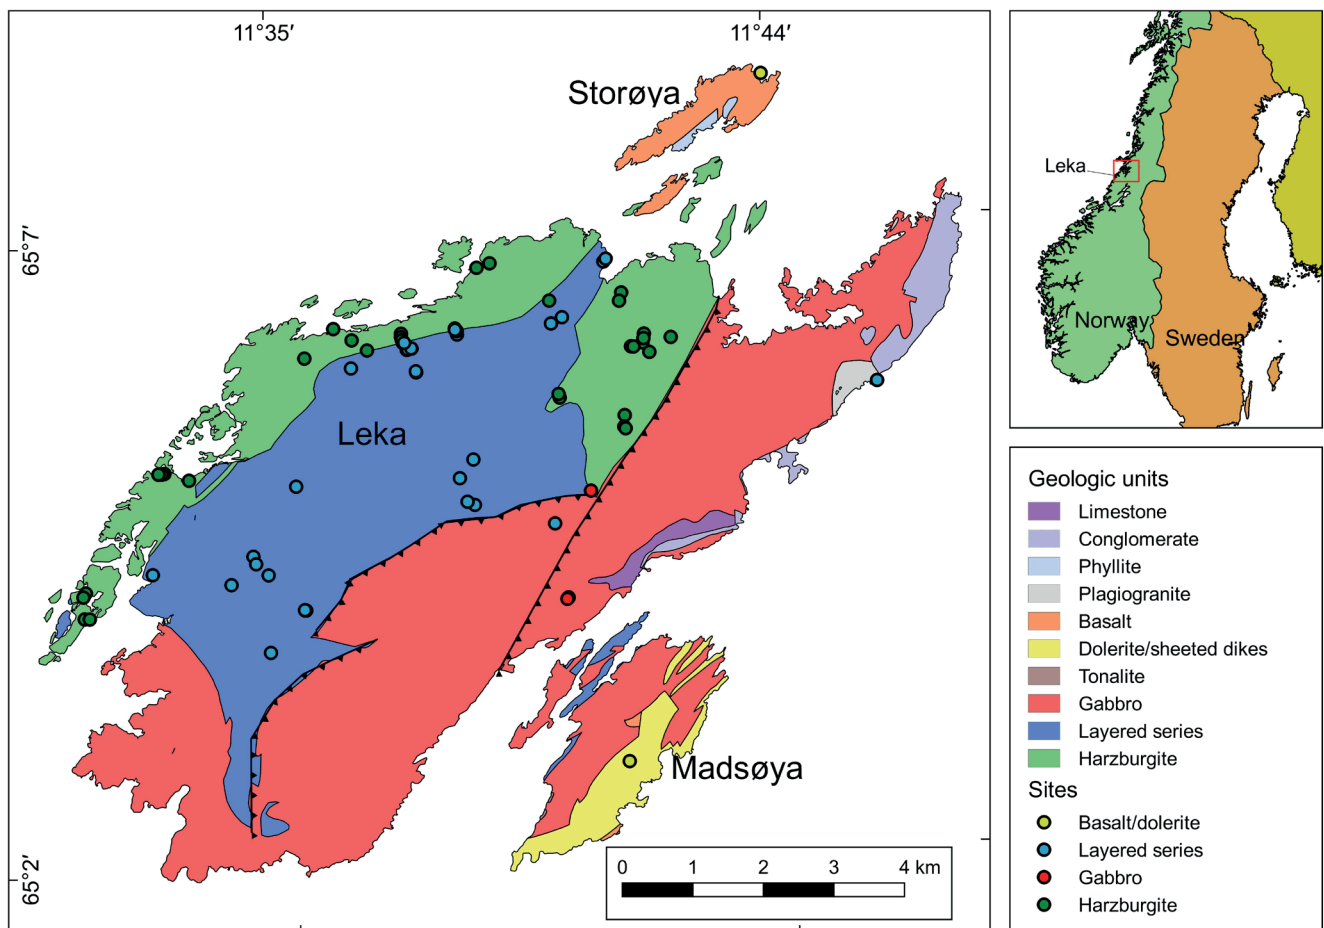 11°35′
11°44′
Storøya
65°7′
Leka
Madsøya
65°2′
0 1 2 3 4 km
Leka
Norway
Sweden
Geologic units
Limestone
Conglomerate
Phyllite
Plagiogranite
Basalt
Dolerite/sheeted dikes
Tonalite
Gabbro
Layered series
Harzburgite
Sites
Basalt/dolerite
Layered series
Gabbro
Harzburgite